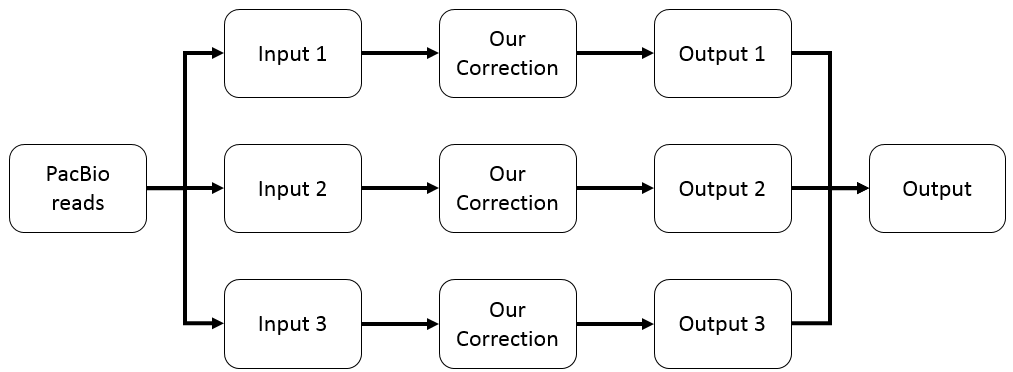 Input 1
Our
Correction
Output 1
PacBio
reads
Input 2
Our
Correction
Output 2
Output
Input 3
Our
Correction
Output 3